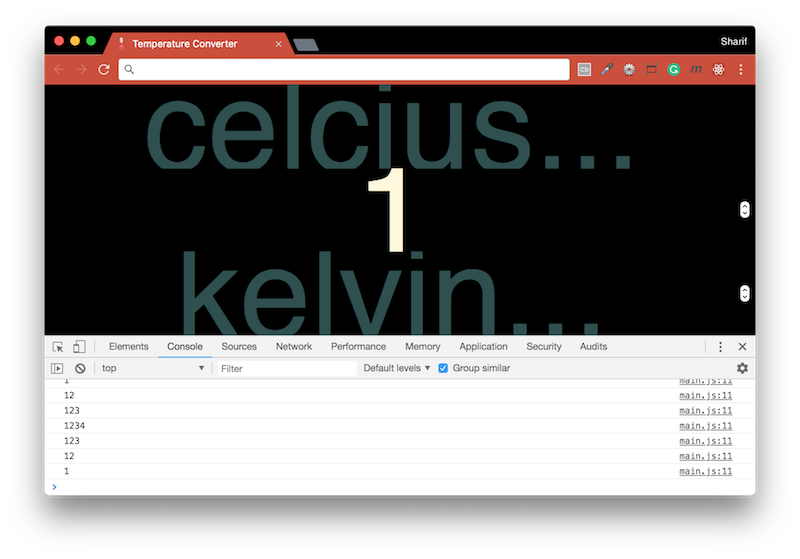 Temperature Converter
Sharif
celcius...
1
kelvin...
Elements Console Sources Network Performance Memory Application Security Audits
top Filter Default levels Group similar
1 main.js:11
12 main.js:11
123 main.js:11
1234 main.js:11
123 main.js:11
12 main.js:11
1 main.js:11